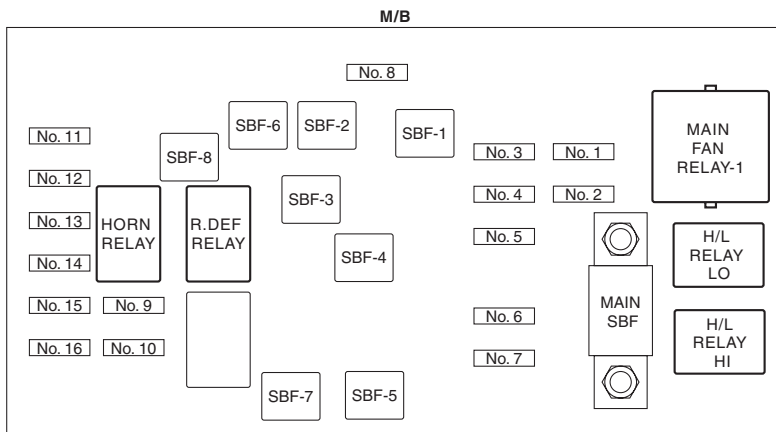 M/B
No. 8
No. 11
No. 12
No. 13
No. 14
No. 15
No. 16
No. 9
No. 10
HORN
RELAY
SBF-8
R.DEF
RELAY
SBF-6
SBF-2
SBF-1
SBF-3
SBF-4
SBF-7
SBF-5
No. 3
No. 1
No. 4
No. 2
No. 5
No. 6
No. 7
MAIN
SBF
MAIN
FAN
RELAY-1
H/L
RELAY
LO
H/L
RELAY
HI